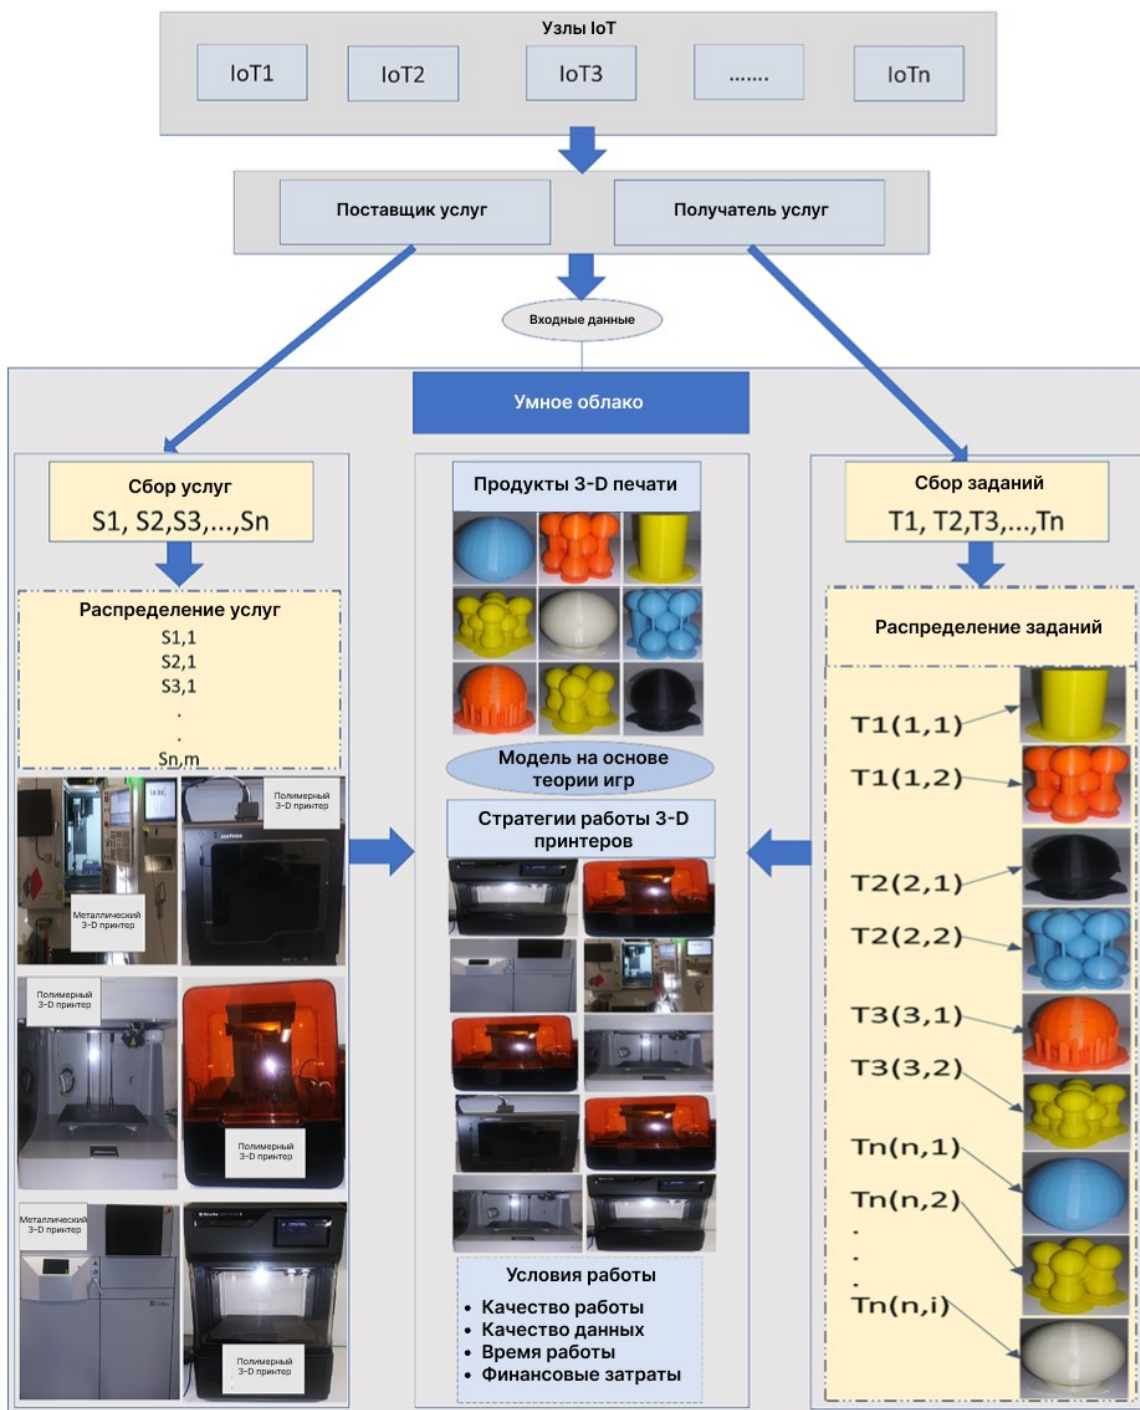 Узлы IoT
IoT1
IoT2
IoT3
.......
IoTn
Поставщик услуг
Получатель услуг
Входные данные
Умное облако
Сбор услуг
S1, S2,S3,...,Sn
Распределение услуг
S1,1
S2,1
S3,1
.
.
Sn,m
Металлический
3-D принтер
Полимерный
3-D принтер
Полимерный
3-D принтер
Полимерный
3-D принтер
Металлический
3-D принтер
Полимерный
3-D принтер
Продукты 3-D печати
Модель на основе
теории игр
Стратегии работы 3-D
принтеров
Условия работы
• Качество работы
• Качество данных
• Время работы
• Финансовые затраты
Сбор заданий
T1, T2,T3,...,Tn
Распределение заданий
T1(1,1)
T1(1,2)
T2(2,1)
T2(2,2)
T3(3,1)
T3(3,2)
Tn(n,1)
Tn(n,2)
.
.
.
Tn(n,i)